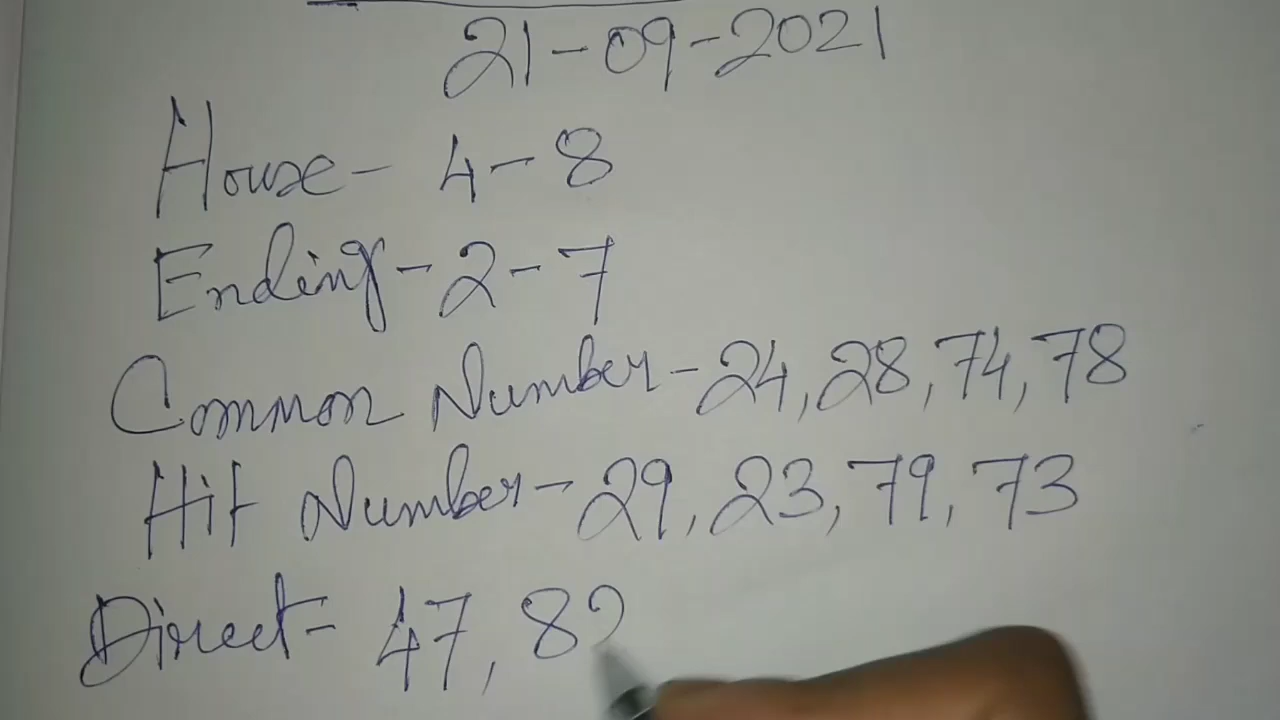 21-09-2021
House- 4-8
Ending-2-7
Common Number-24, 28, 74, 78
Hit Number-29, 23, 79, 73
Direct- 47, 82